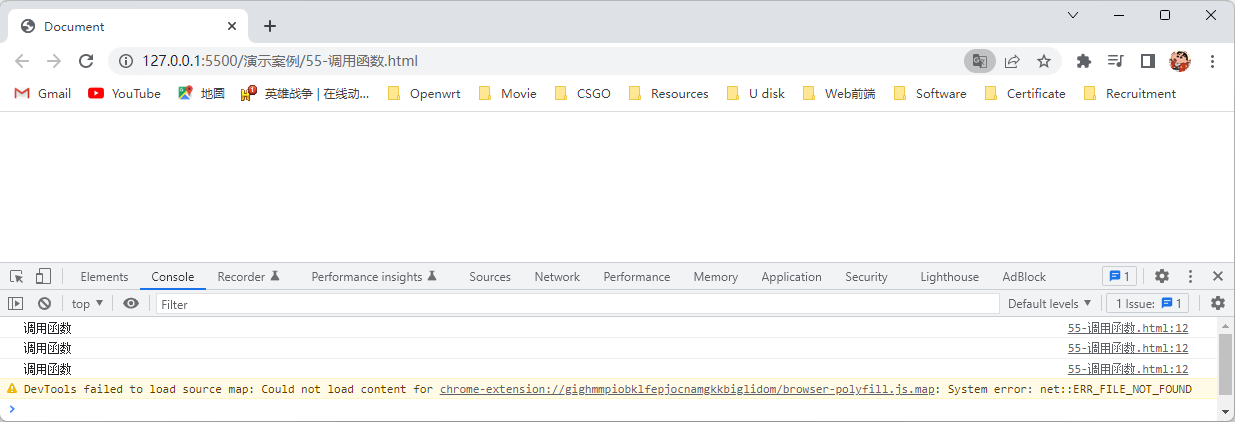 Document
127.0.0.1:5500/演示案例/55-调用函数.html
Gmail YouTube 地图 英雄战争 | 在线动... Openwrt Movie CSGO Resources U disk Web前端 Software Certificate Recruitment
Elements Console Recorder Performance insights Sources Network Performance Memory Application Security Lighthouse AdBlock 1
top Filter Default levels 1 Issue: 1
调用函数 55-调用函数.html:12
调用函数 55-调用函数.html:12
调用函数 55-调用函数.html:12
DevTools failed to load source map: Could not load content for chrome-extension://gighmmpiobklfepjocnamgkkbiglidom/browser-polyfill.js.map: System error: net::ERR_FILE_NOT_FOUND